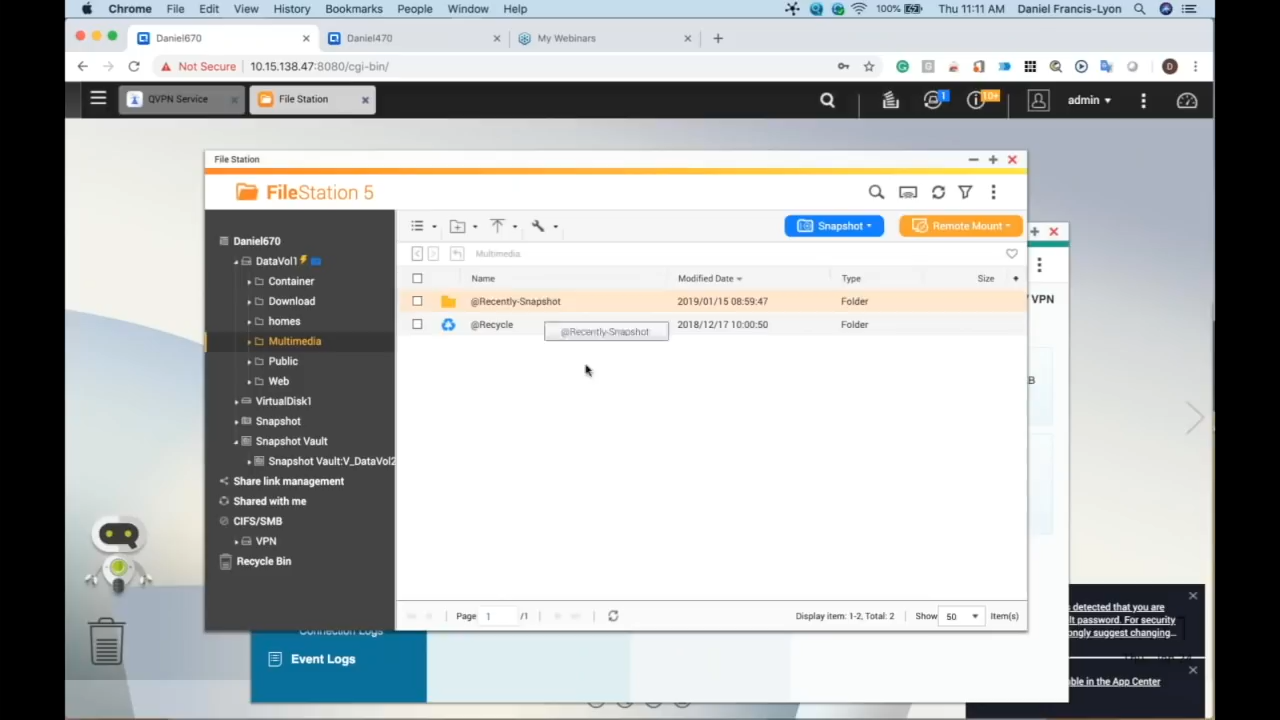 Chrome File Edit View History Bookmarks People Window Help 100% Thu 11:11 AM Daniel Francis-Lyon
Daniel670 Daniel470 My Webinars
Not Secure 10.15.138.47:8080/cgi-bin/ D
QVPN Service File Station 1 10+ admin
File Station
FileStation 5
Snapshot Remote Mount
Multimedia
Name Modified Date Type Size
@Recently-Snapshot 2019/01/15 08:59:47 Folder
@Recycle 2018/12/17 10:00:50 Folder
@Recently-Snapshot
Daniel670
DataVol1
Container
Download
homes
Multimedia
Public
Web
VirtualDisk1
Snapshot
Snapshot Vault
Snapshot Vault:V_DataVol2
Share link management
Shared with me
CIFS/SMB
VPN
Recycle Bin
Page 1 /1 Display item: 1-2, Total: 2 Show 50 Item(s)
VPN
B
Connection Logs
Event Logs
s detected that you are
lt password. For security
ongly suggest changing...
ble in the App Center